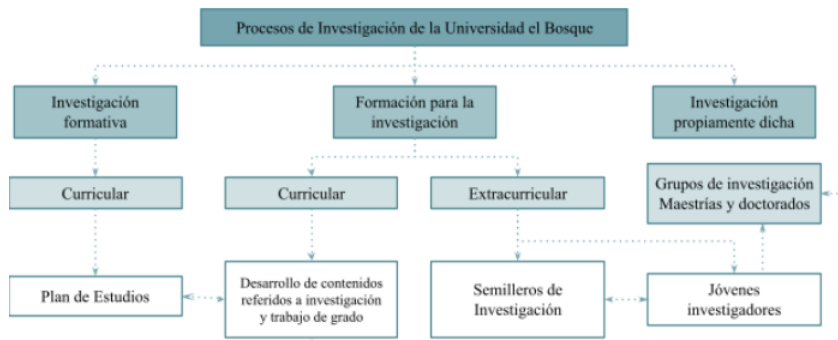 Procesos de Investigación de la Universidad el Bosque
Investigación
formativa
Formación para la
investigación
Investigación
propiamente dicha
Curricular
Curricular
Extracurricular
Grupos de investigación
Maestrías y doctorados
Plan de Estudios
Desarrollo de contenidos
referidos a investigación
y trabajo de grado
Semilleros de
Investigación
Jóvenes
investigadores